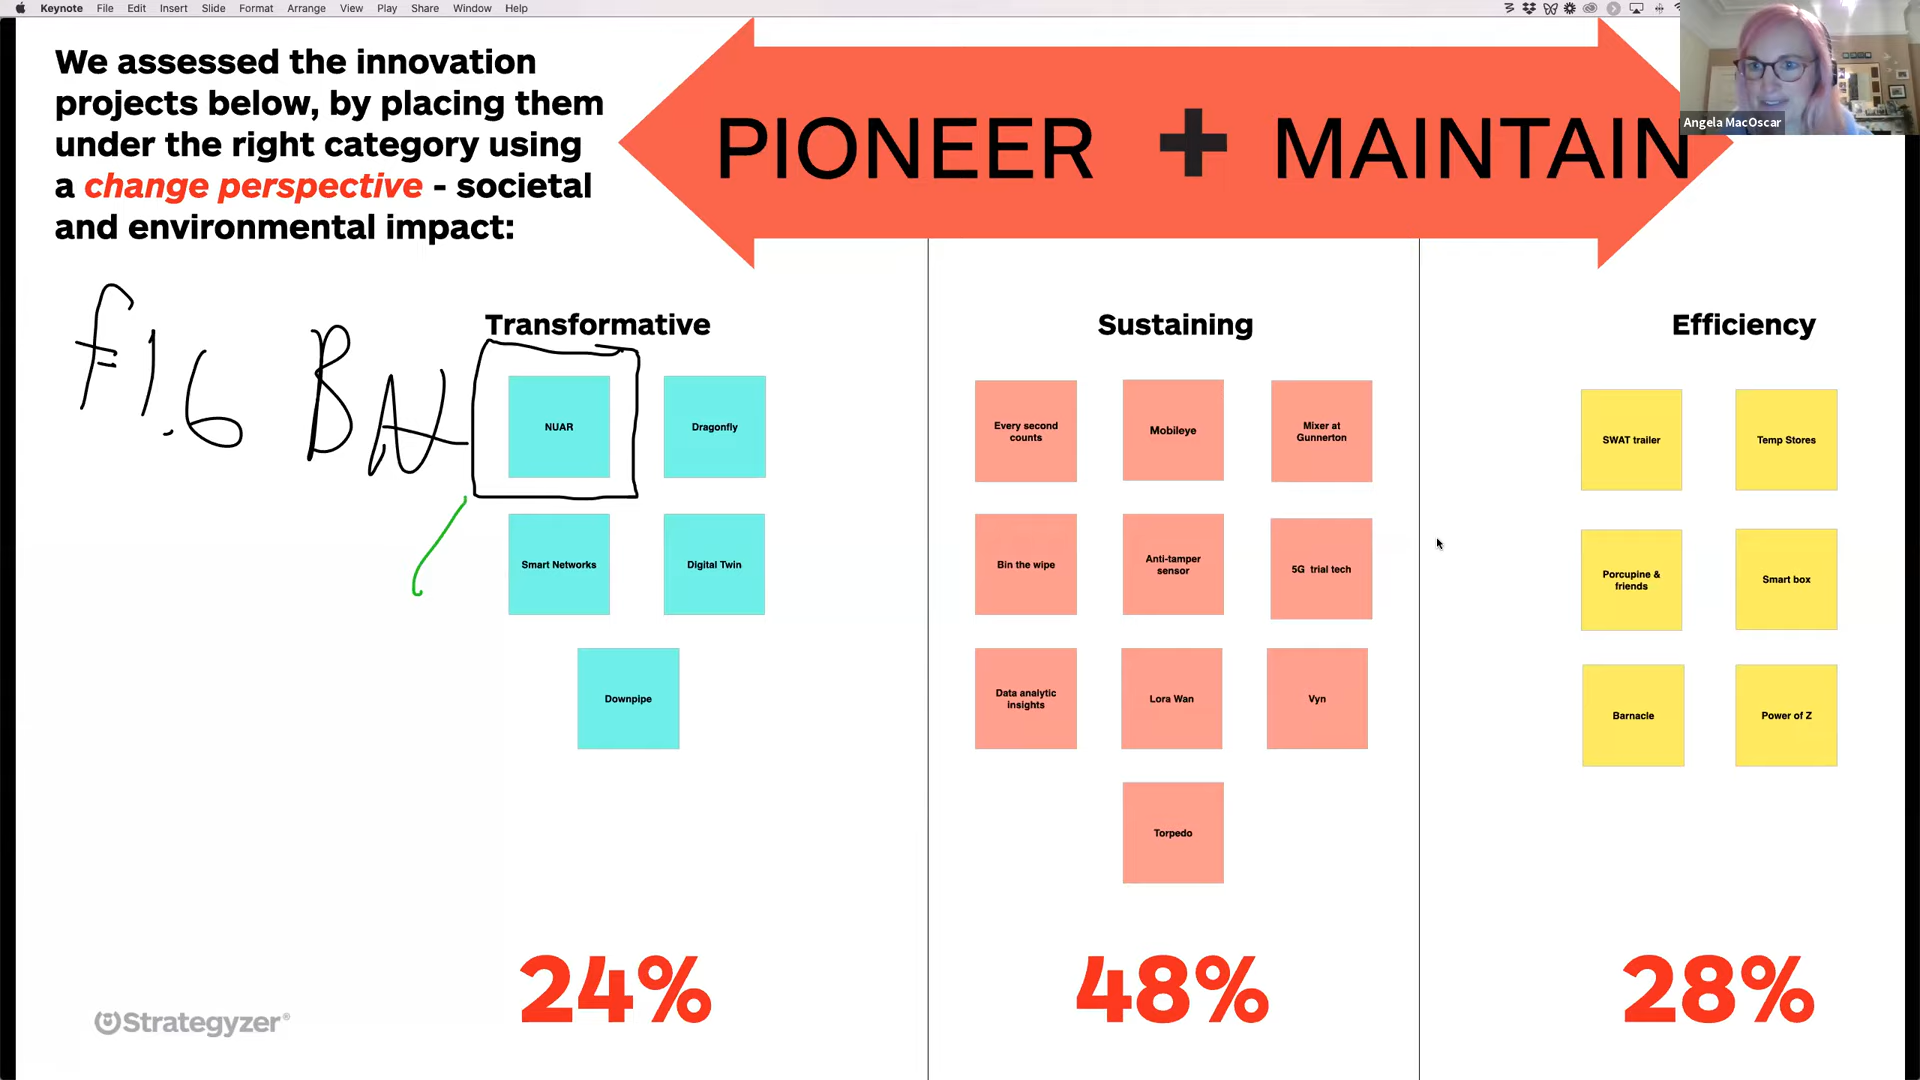 Keynote File Edit Insert Slide Format Arrange View Play Share Window Help
We assessed the innovation
projects below, by placing them
under the right category using
a change perspective - societal
and environmental impact:
PIONEER + MAINTAIN
Angela MacOscar
£1.6 BN
Transformative
NUAR
Dragonfly
Smart Networks
Digital Twin
Downpipe
24%
Sustaining
Every second
counts
Mobileye
Mixer at
Gunnerton
Bin the wipe
Anti-tamper
sensor
5G trial tech
Data analytic
insights
Lora Wan
Vyn
Torpedo
48%
Efficiency
SWAT trailer
Temp Stores
Porcupine &
friends
Smart box
Barnacle
Power of Z
28%
Strategyzer®